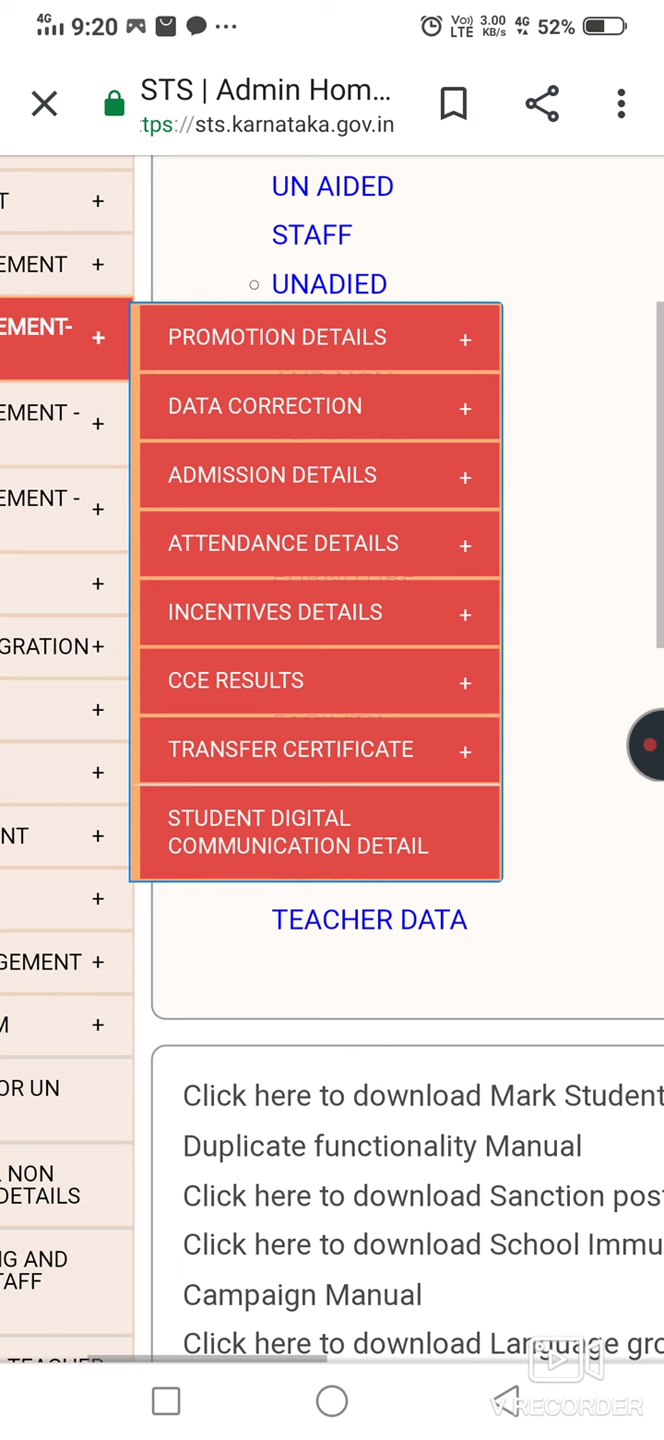 4G 9:20 ... Vo)) LTE 3.00 KB/s 4G 52%
STS | Admin Hom...
tps://sts.karnataka.gov.in
UN AIDED
T +
STAFF
EMENT +
UNADIED
EMENT- +
PROMOTION DETAILS +
DATA CORRECTION +
EMENT - +
ADMISSION DETAILS +
EMENT - +
ATTENDANCE DETAILS +
+
INCENTIVES DETAILS +
GRATION+
CCE RESULTS +
+
TRANSFER CERTIFICATE +
+
STUDENT DIGITAL
COMMUNICATION DETAIL
NT +
+
TEACHER DATA
GEMENT +
M +
OR UN
Click here to download Mark Student
Duplicate functionality Manual
NON
DETAILS
Click here to download Sanction pos
Click here to download School Immu
G AND
TAFF
Campaign Manual
Click here to download Language gro
TEACHER
V RECORDER